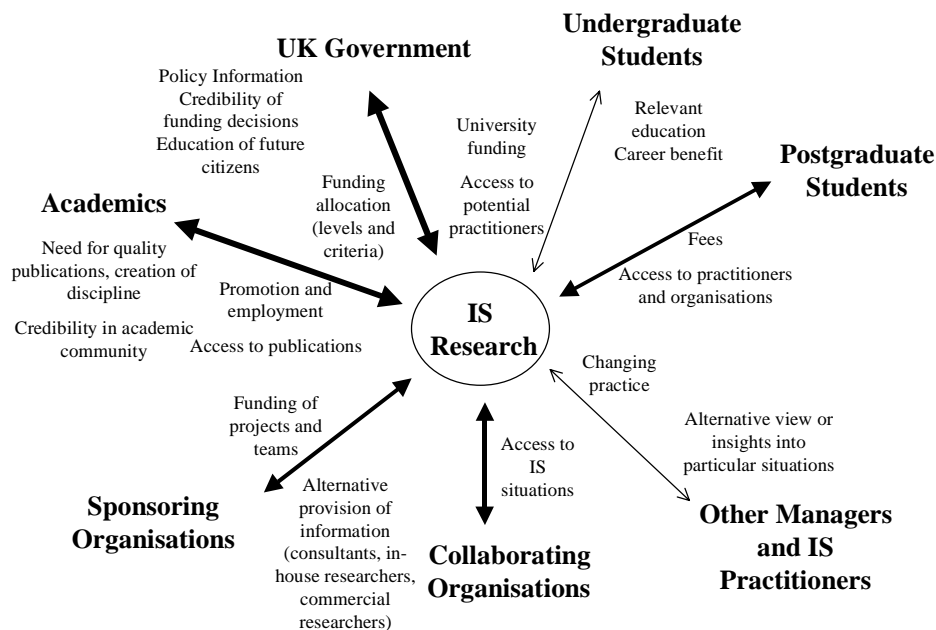 UK Government
Policy Information
Credibility of
funding decisions
Education of future
citizens
Undergraduate
Students
University
funding
Access to
potential
practitioners
Relevant
education
Career benefit
Postgraduate
Students
Academics
Need for quality
publications, creation of
discipline
Credibility in academic
community
Funding
allocation
(levels and
criteria)
Promotion and
employment
Access to publications
Fees
Access to practitioners
and organisations
IS
Research
Changing
practice
Alternative view or
insights into
particular situations
Funding of
projects and
teams
Access to
IS
situations
Sponsoring
Organisations
Alternative
provision of
information
(consultants, in-
house researchers,
commercial
researchers)
Collaborating
Organisations
Other Managers
and IS
Practitioners